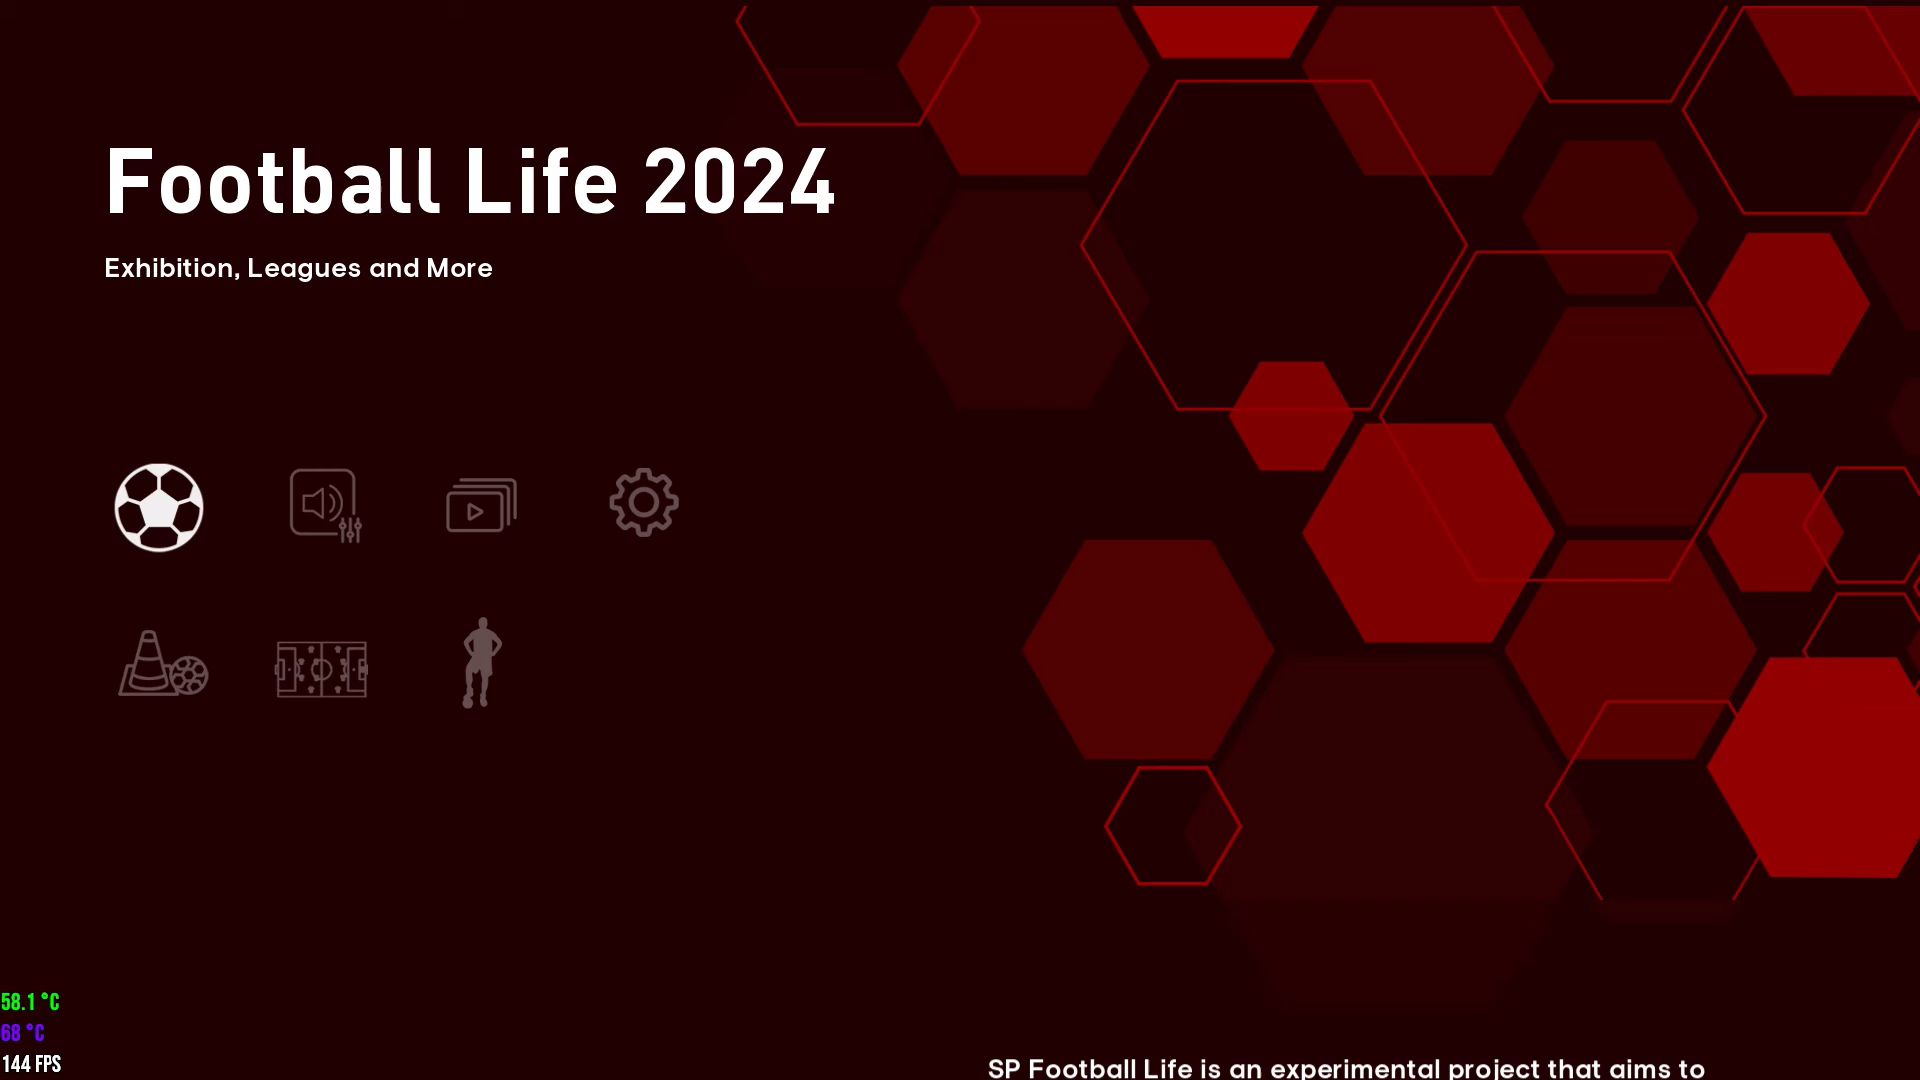 Football Life 2024
Exhibition, Leagues and More
58.1 °C
68 °C
144 FPS
SP Football Life is an experimental project that aims to